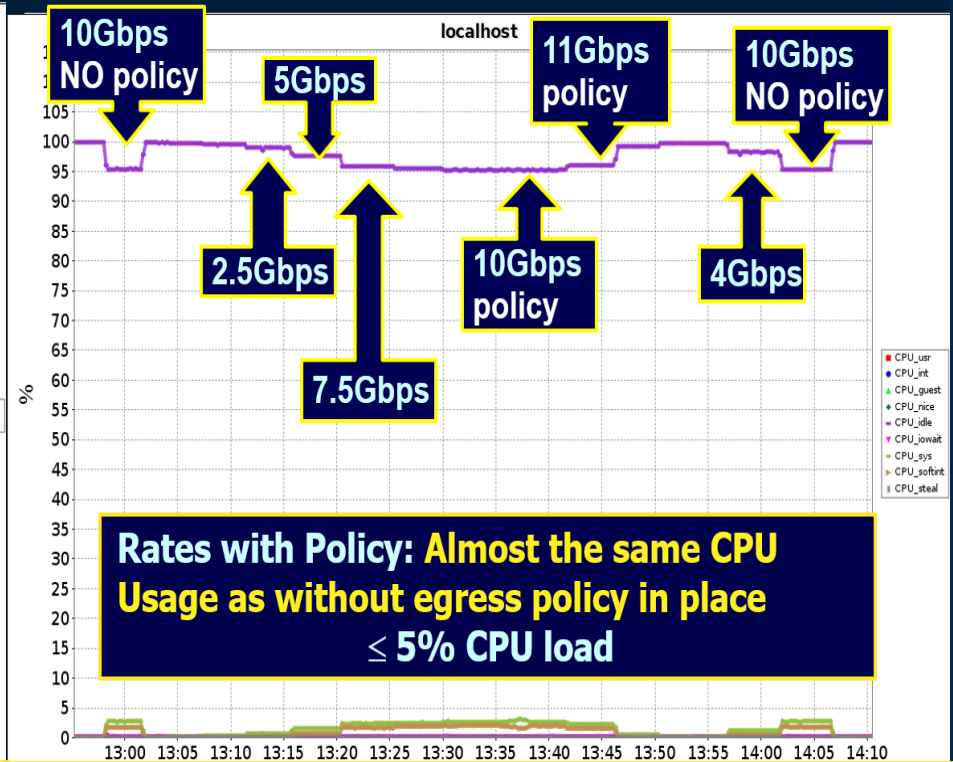 localhost
10Gbps
NO policy
5Gbps
11Gbps
policy
10Gbps
NO policy
2.5Gbps
10Gbps
policy
4Gbps
7.5Gbps
105
100
95
90
85
80
75
70
65
60
55
50
45
40
35
30
25
20
15
10
5
0
%
CPU_usr
CPU_int
CPU_guest
CPU_nice
CPU_idle
CPU_iowait
CPU_sys
CPU_softint
CPU_steal
Rates with Policy: Almost the same CPU
Usage as without egress policy in place
≤ 5% CPU load
13:00 13:05 13:10 13:15 13:20 13:25 13:30 13:35 13:40 13:45 13:50 13:55 14:00 14:05 14:10